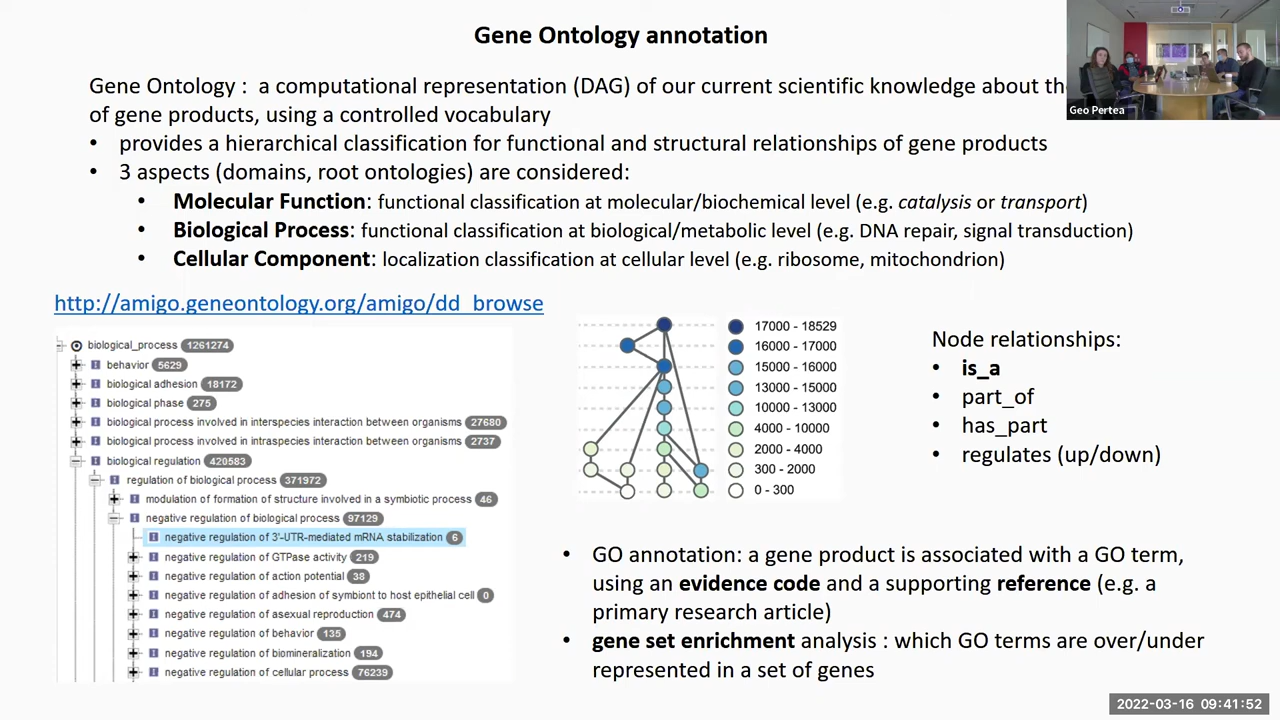 Gene Ontology annotation
Gene Ontology : a computational representation (DAG) of our current scientific knowledge about the
of gene products, using a controlled vocabulary
• provides a hierarchical classification for functional and structural relationships of gene products
• 3 aspects (domains, root ontologies) are considered:
• Molecular Function: functional classification at molecular/biochemical level (e.g. catalysis or transport)
• Biological Process: functional classification at biological/metabolic level (e.g. DNA repair, signal transduction)
• Cellular Component: localization classification at cellular level (e.g. ribosome, mitochondrion)
Geo Pertea
http://amigo.geneontology.org/amigo/dd_browse
biological_process 1261274
behavior 5629
biological adhesion 18172
biological phase 275
biological process involved in interspecies interaction between organisms 27680
biological process involved in intraspecies interaction between organisms 2737
biological regulation 420583
regulation of biological process 371972
modulation of formation of structure involved in a symbiotic process 46
negative regulation of biological process 97129
negative regulation of 3'-UTR-mediated mRNA stabilization 6
negative regulation of GTPase activity 219
negative regulation of action potential 38
negative regulation of adhesion of symbiont to host epithelial cell 0
negative regulation of asexual reproduction 474
negative regulation of behavior 135
negative regulation of biomineralization 194
negative regulation of cellular process 76239
17000 - 18529
16000 - 17000
15000 - 16000
13000 - 15000
10000 - 13000
4000 - 10000
2000 - 4000
300 - 2000
0 - 300
Node relationships:
• is_a
• part_of
• has_part
• regulates (up/down)
• GO annotation: a gene product is associated with a GO term,
using an evidence code and a supporting reference (e.g. a
primary research article)
• gene set enrichment analysis : which GO terms are over/under
represented in a set of genes
2022-03-16 09:41:52